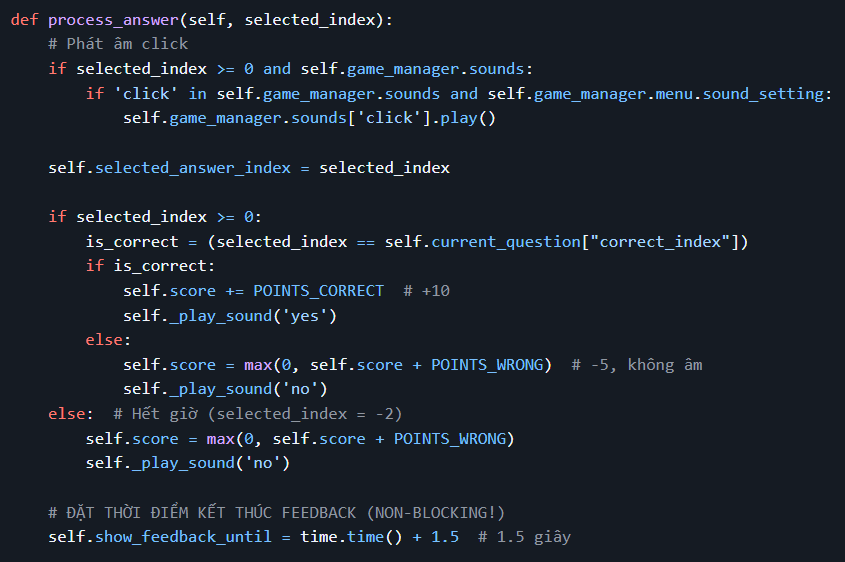 def process_answer(self, selected_index):
    # Phát âm click
    if selected_index >= 0 and self.game_manager.sounds:
        if 'click' in self.game_manager.sounds and self.game_manager.menu.sound_setting:
            self.game_manager.sounds['click'].play()

    self.selected_answer_index = selected_index

    if selected_index >= 0:
        is_correct = (selected_index == self.current_question["correct_index"])
        if is_correct:
            self.score += POINTS_CORRECT  # +10
            self._play_sound('yes')
        else:
            self.score = max(0, self.score + POINTS_WRONG)  # -5, không âm
            self._play_sound('no')
    else:  # Hết giờ (selected_index = -2)
        self.score = max(0, self.score + POINTS_WRONG)
        self._play_sound('no')

    # ĐẶT THỜI ĐIỂM KẾT THÚC FEEDBACK (NON-BLOCKING!)
    self.show_feedback_until = time.time() + 1.5  # 1.5 giây